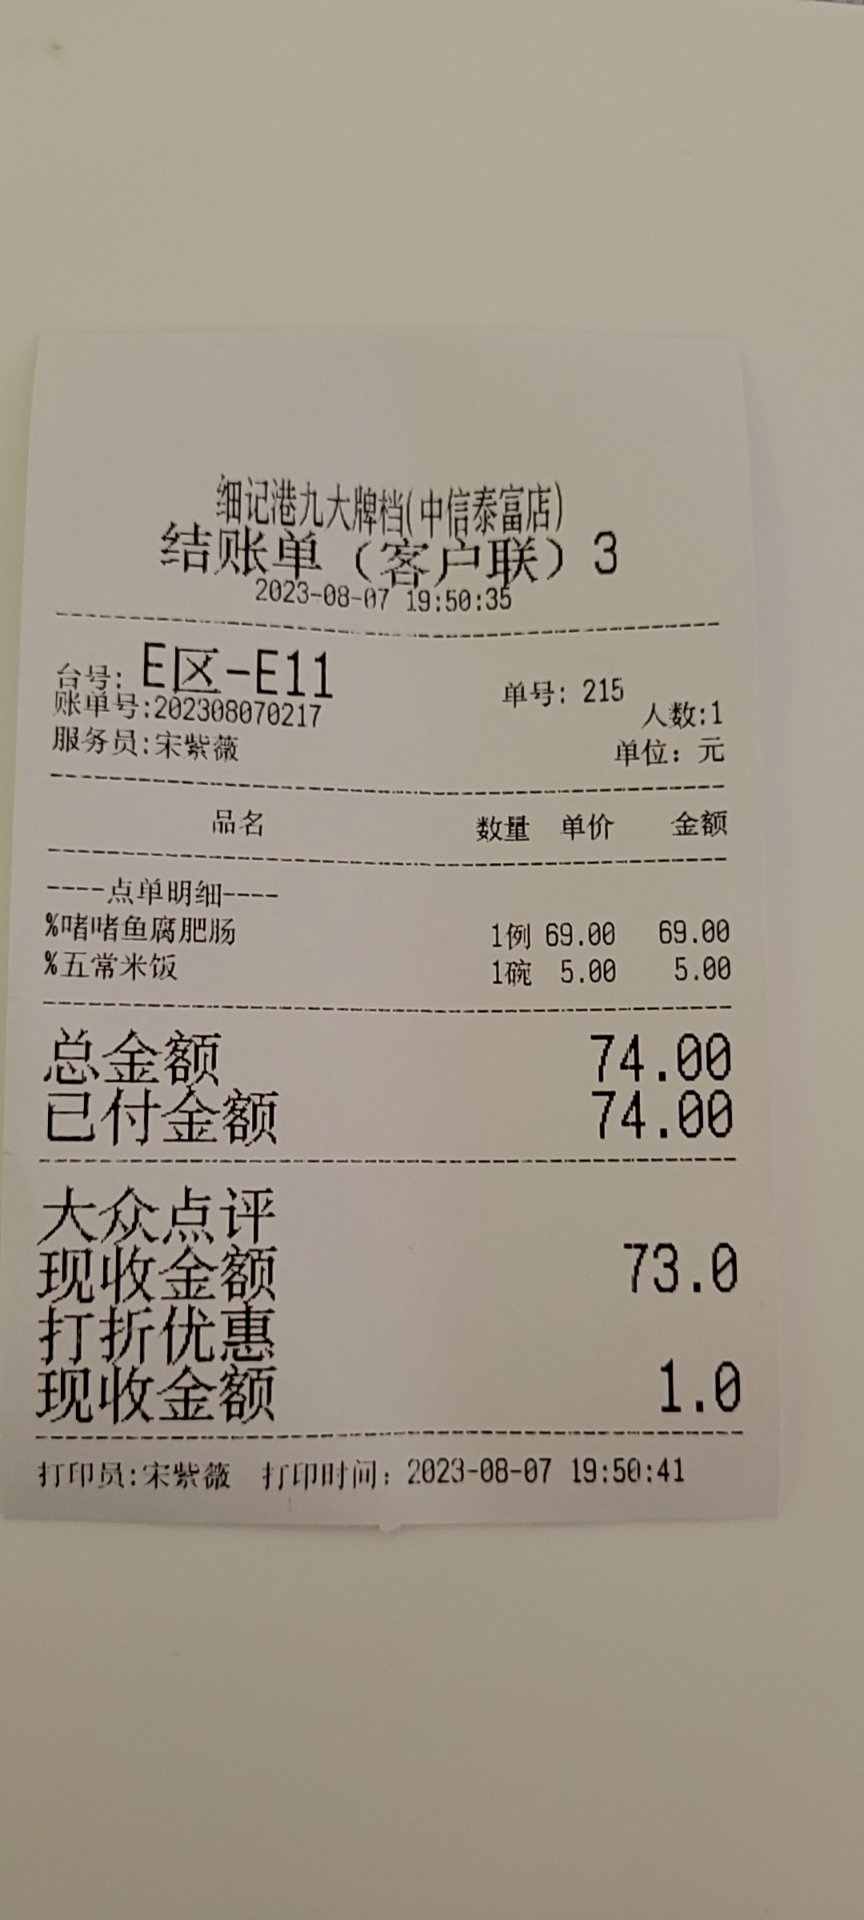 细记港九大牌档(中信泰富店)
结账单（客户联）3
2023-08-07 19:50:35
台号: E区-E11 单号: 215
账单号:202308070217 人数:1
服务员:宋紫薇 单位: 元
品名 数量 单价 金额
----点单明细----
%啫啫鱼腐肥肠 1例 69.00 69.00
%五常米饭 1碗 5.00 5.00
总金额 74.00
已付金额 74.00
大众点评
现收金额 73.0
打折优惠
现收金额 1.0
打印员:宋紫薇 打印时间: 2023-08-07 19:50:41